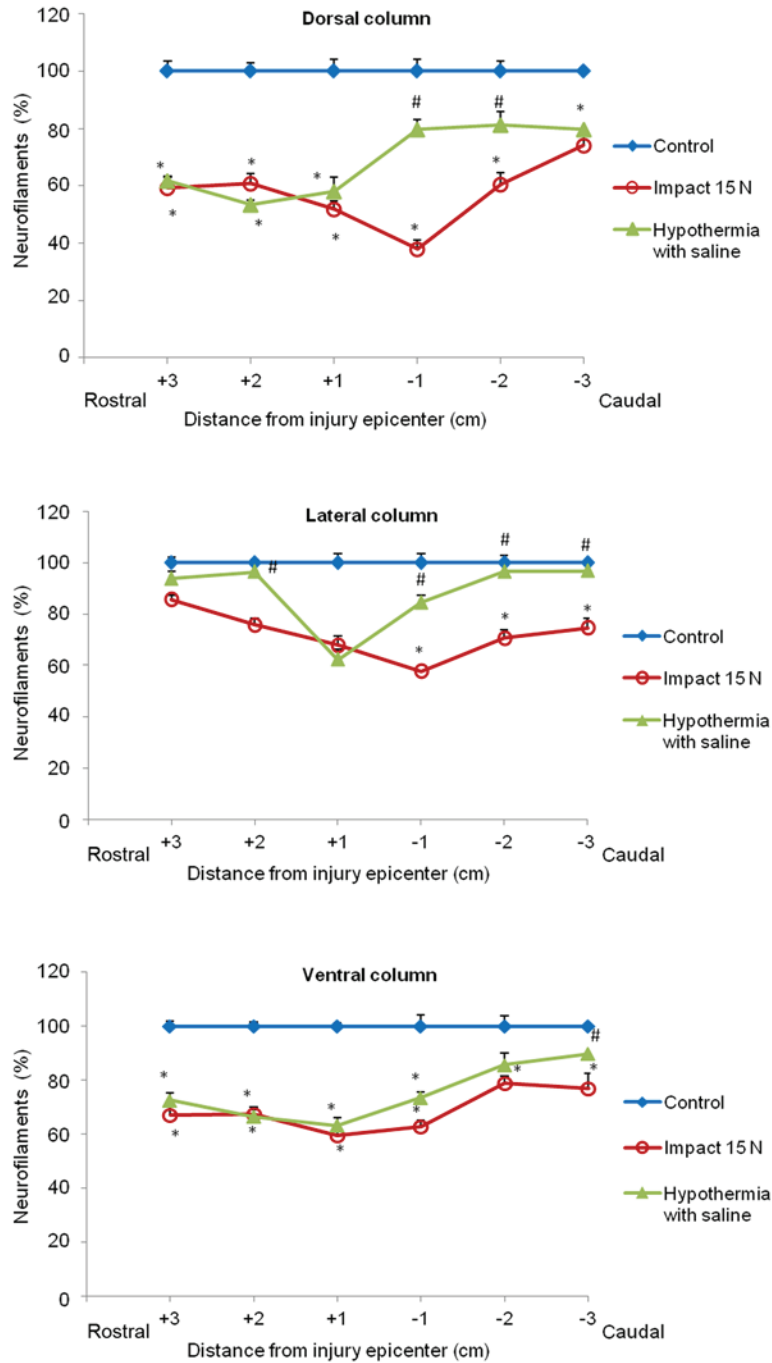 Dorsal column
120
100
80
60
40
20
0
Neurofilaments (%)
* * * # # *
* * * * *
+3 +2 +1 -1 -2 -3
Rostral Caudal
Distance from injury epicenter (cm)
Control
Impact 15 N
Hypothermia
with saline
Lateral column
120
100
80
60
40
20
0
Neurofilaments (%)
# # # #
* * *
+3 +2 +1 -1 -2 -3
Rostral Caudal
Distance from injury epicenter (cm)
Control
Impact 15 N
Hypothermia
with saline
Ventral column
120
100
80
60
40
20
0
Neurofilaments (%)
* * * * #
* * * * * *
+3 +2 +1 -1 -2 -3
Rostral Caudal
Distance from injury epicenter (cm)
Control
Impact 15 N
Hypothermia
with saline